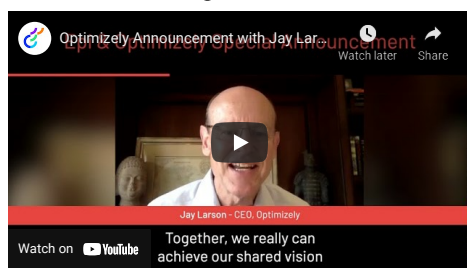 Optimizely Announcement with Jay Lar...
Epi & Optimizely Special Announcement
Watch later
Share
Jay Larson - CEO, Optimizely
Together, we really can
achieve our shared vision
Watch on YouTube